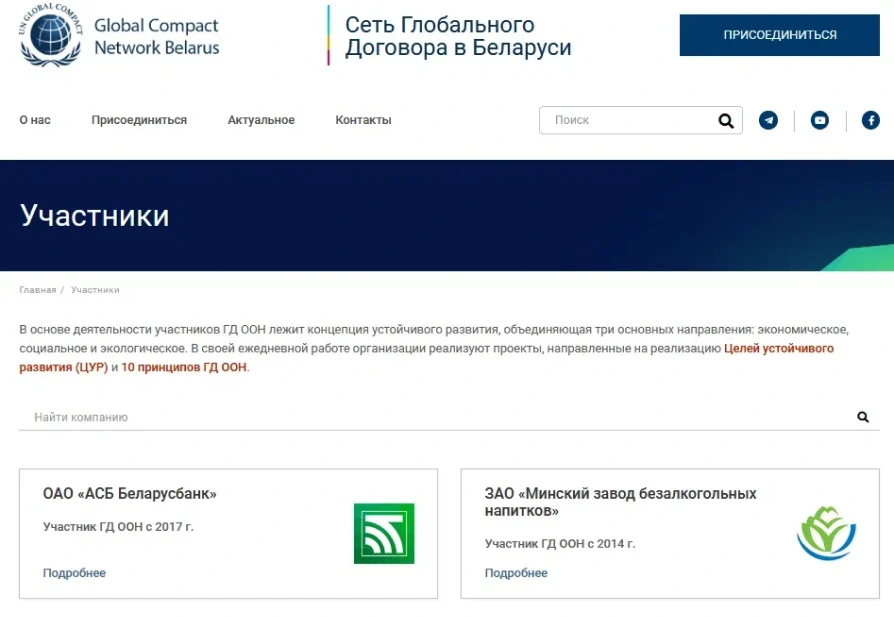 UN GLOBAL COMPACT
Global Compact
Network Belarus
Сеть Глобального
Договора в Беларуси
ПРИСОЕДИНИТЬСЯ
О нас
Присоединиться
Актуальное
Контакты
Поиск
Участники
Главная / Участники
В основе деятельности участников ГД ООН лежит концепция устойчивого развития, объединяющая три основных направления: экономическое,
социальное и экологическое. В своей ежедневной работе организации реализуют проекты, направленные на реализацию Целей устойчивого
развития (ЦУР) и 10 принципов ГД ООН.
Найти компанию
ОАО «АСБ Беларусбанк»
Участник ГД ООН с 2017 г.
Подробнее
ЗАО «Минский завод безалкогольных
напитков»
Участник ГД ООН с 2014 г.
Подробнее